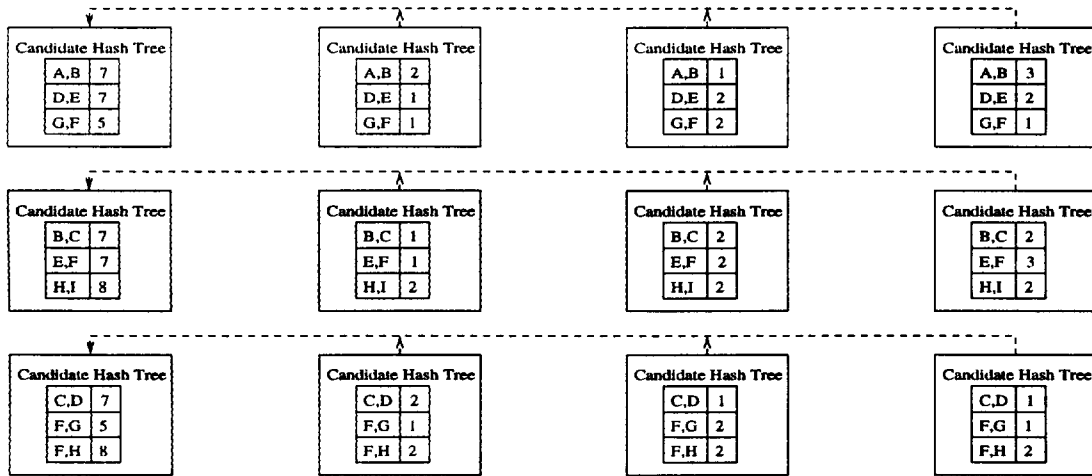 Candidate Hash Tree Candidate Hash Tree Candidate Hash Tree Candidate Hash Tree
A,B 7 A,B 2 A,B 1 A,B 3
D,E 7 D,E 1 D,E 2 D,E 2
G,F 5 G,F 1 G,F 2 G,F 1
Candidate Hash Tree Candidate Hash Tree Candidate Hash Tree Candidate Hash Tree
B,C 7 B,C 1 B,C 2 B,C 2
E,F 7 E,F 1 E,F 2 E,F 3
H,I 8 H,I 2 H,I 2 H,I 2
Candidate Hash Tree Candidate Hash Tree Candidate Hash Tree Candidate Hash Tree
C,D 7 C,D 2 C,D 1 C,D 1
F,G 5 F,G 1 F,G 2 F,G 1
F,H 8 F,H 2 F,H 2 F,H 2